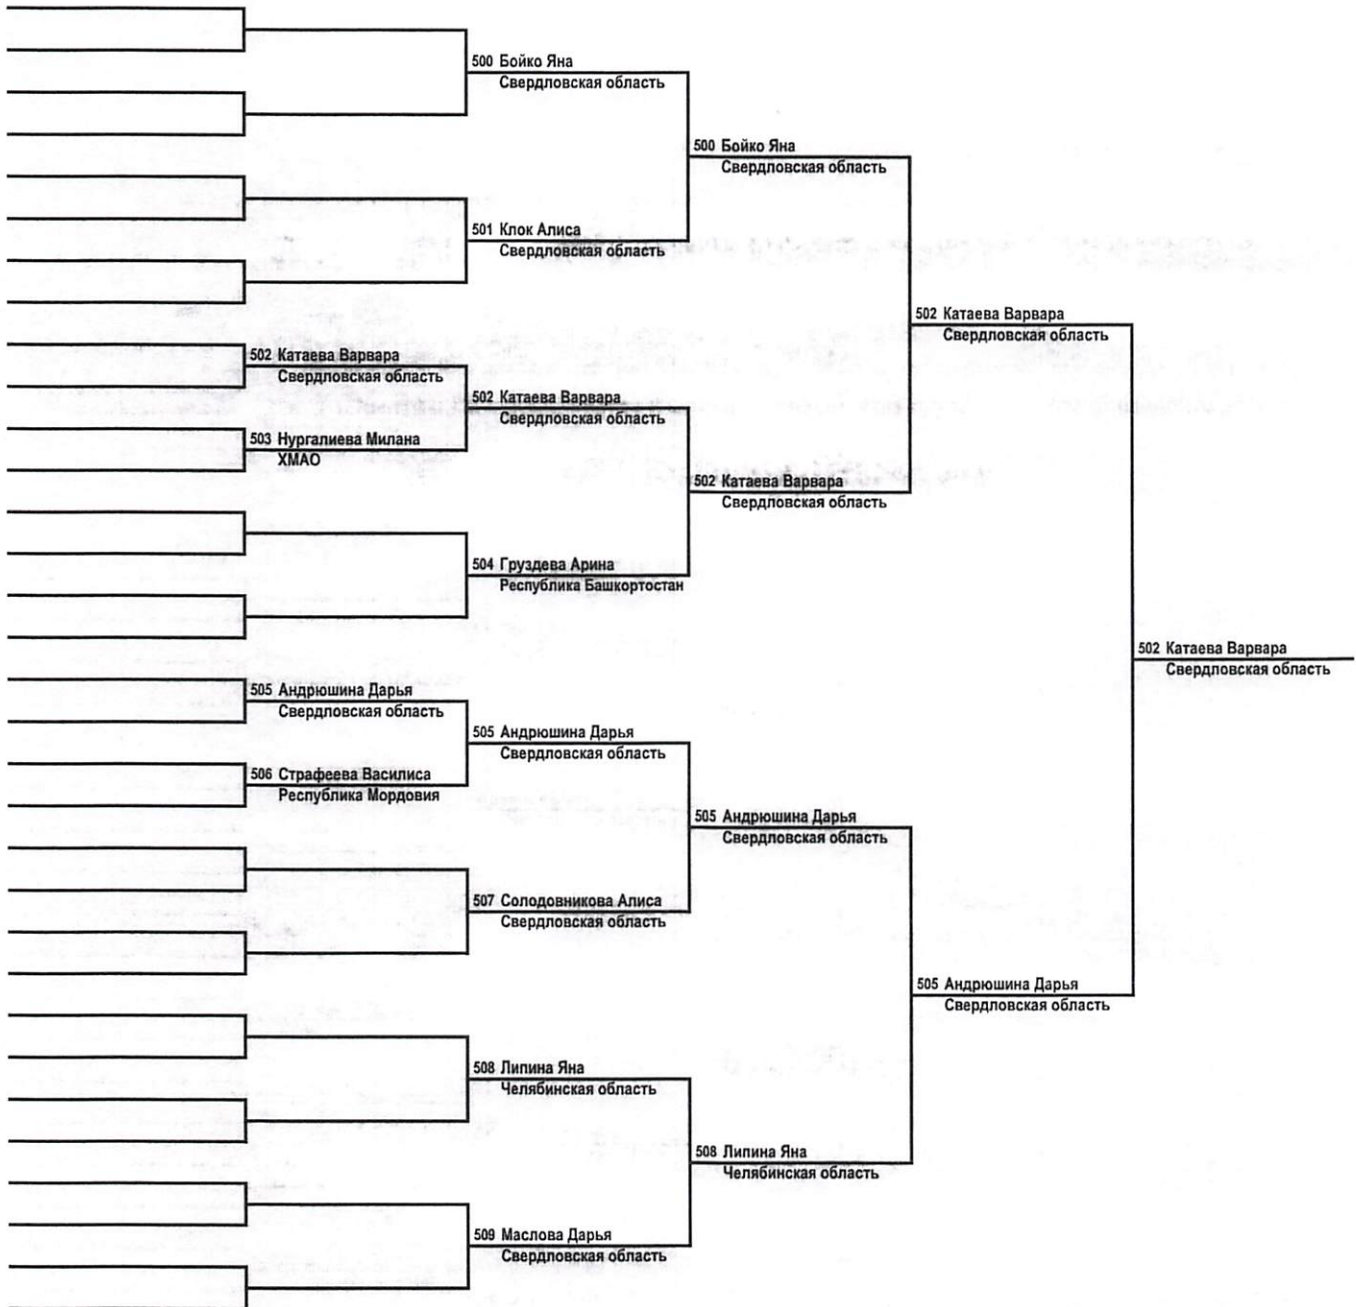 500 Бойко Яна
Свердловская область
500 Бойко Яна
Свердловская область
501 Клок Алиса
Свердловская область
502 Катаева Варвара
Свердловская область
502 Катаева Варвара
Свердловская область
502 Катаева Варвара
Свердловская область
503 Нургалиева Милана
ХМАО
502 Катаева Варвара
Свердловская область
504 Груздева Арина
Республика Башкортостан
502 Катаева Варвара
Свердловская область
505 Андрюшина Дарья
Свердловская область
505 Андрюшина Дарья
Свердловская область
506 Страфеева Василиса
Республика Мордовия
505 Андрюшина Дарья
Свердловская область
507 Солодовникова Алиса
Свердловская область
505 Андрюшина Дарья
Свердловская область
508 Липина Яна
Челябинская область
508 Липина Яна
Челябинская область
509 Маслова Дарья
Свердловская область